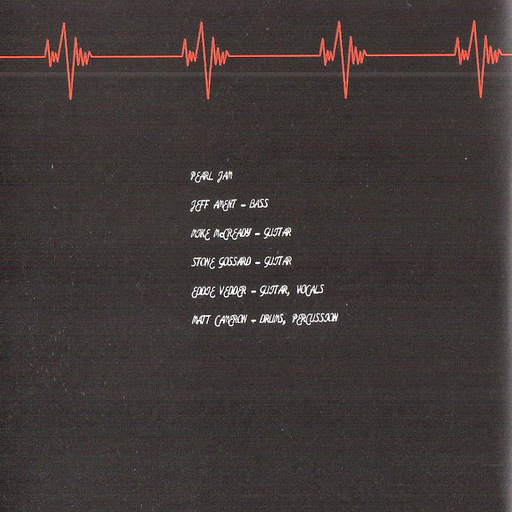 PEARL JAM
JEFF AMENT – BASS
MIKE McCREADY – GUITAR
STONE GOSSARD – GUITAR
EDDIE VEDDER – GUITAR, VOCALS
MATT CAMERON – DRUMS, PERCUSSION